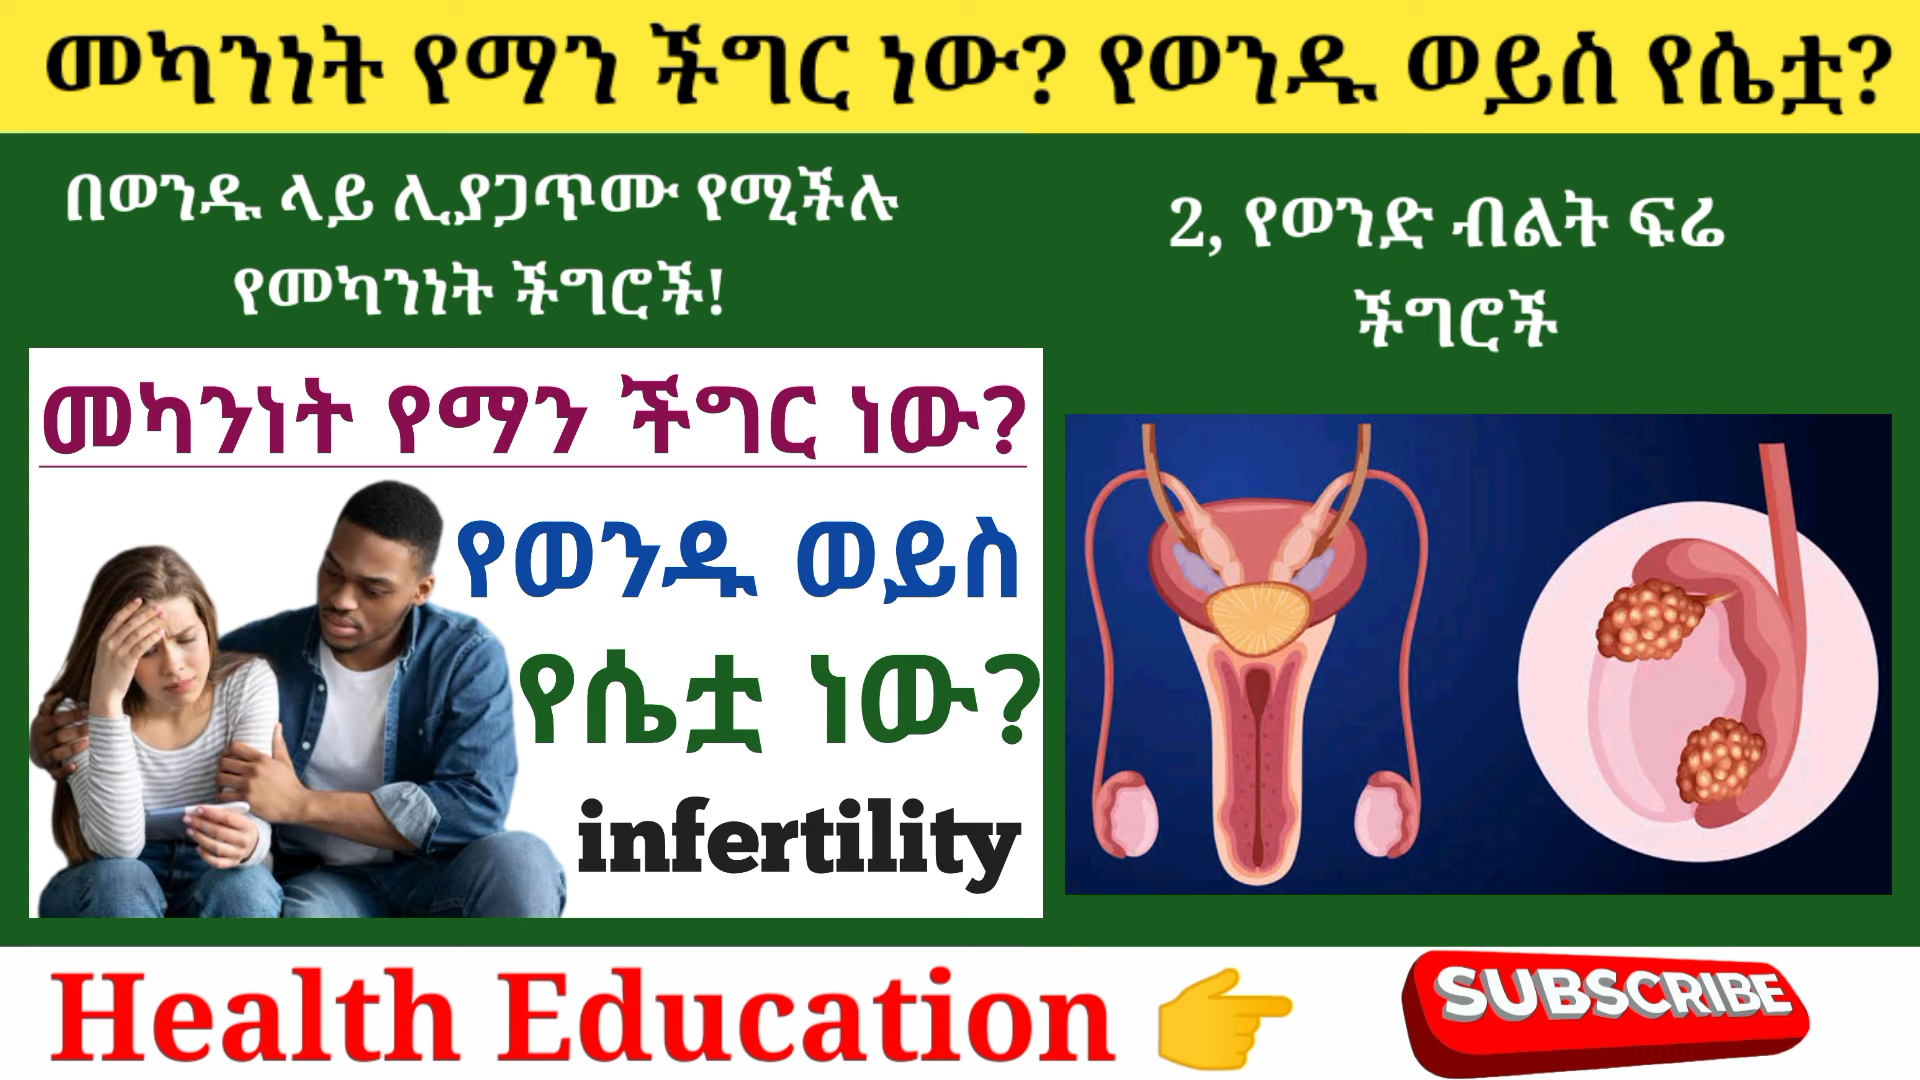 መካንነት የማን ችግር ነው? የወንዱ ወይስ የሴቷ?
በወንዱ ላይ ሊያጋጥሙ የሚችሉ
የመካንነት ችግሮች!
2, የወንድ ብልት ፍሬ
ችግሮች
መካንነት የማን ችግር ነው?
የወንዱ ወይስ
የሴቷ ነው?
infertility
Health Education
SUBSCRIBE